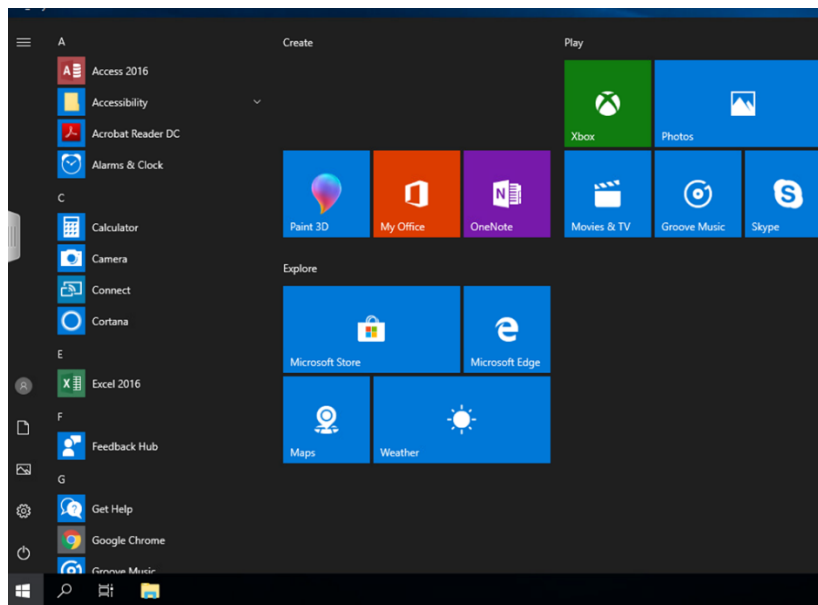 A
Access 2016
Accessibility
Acrobat Reader DC
Alarms & Clock
C
Calculator
Camera
Connect
Cortana
E
Excel 2016
F
Feedback Hub
G
Get Help
Google Chrome
Groove Music
Create
Paint 3D
My Office
OneNote
Explore
Microsoft Store
Microsoft Edge
Maps
Weather
Play
Xbox
Photos
Movies & TV
Groove Music
Skype